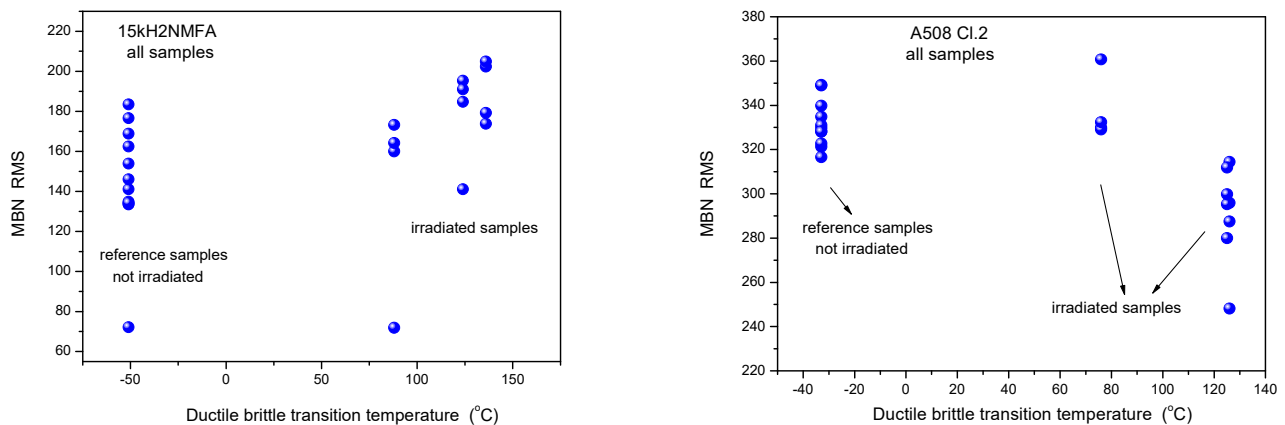 15kH2NMFA
all samples
220
200
180
160
140
120
100
80
60
MBN RMS
reference samples
not irradiated
irradiated samples
-50
0
50
100
150
Ductile brittle transition temperature (°C)
A508 Cl.2
all samples
380
360
340
320
300
280
260
240
220
MBN RMS
reference samples
not irradiated
irradiated samples
-40
-20
0
20
40
60
80
100
120
140
Ductile brittle transition temperature (°C)